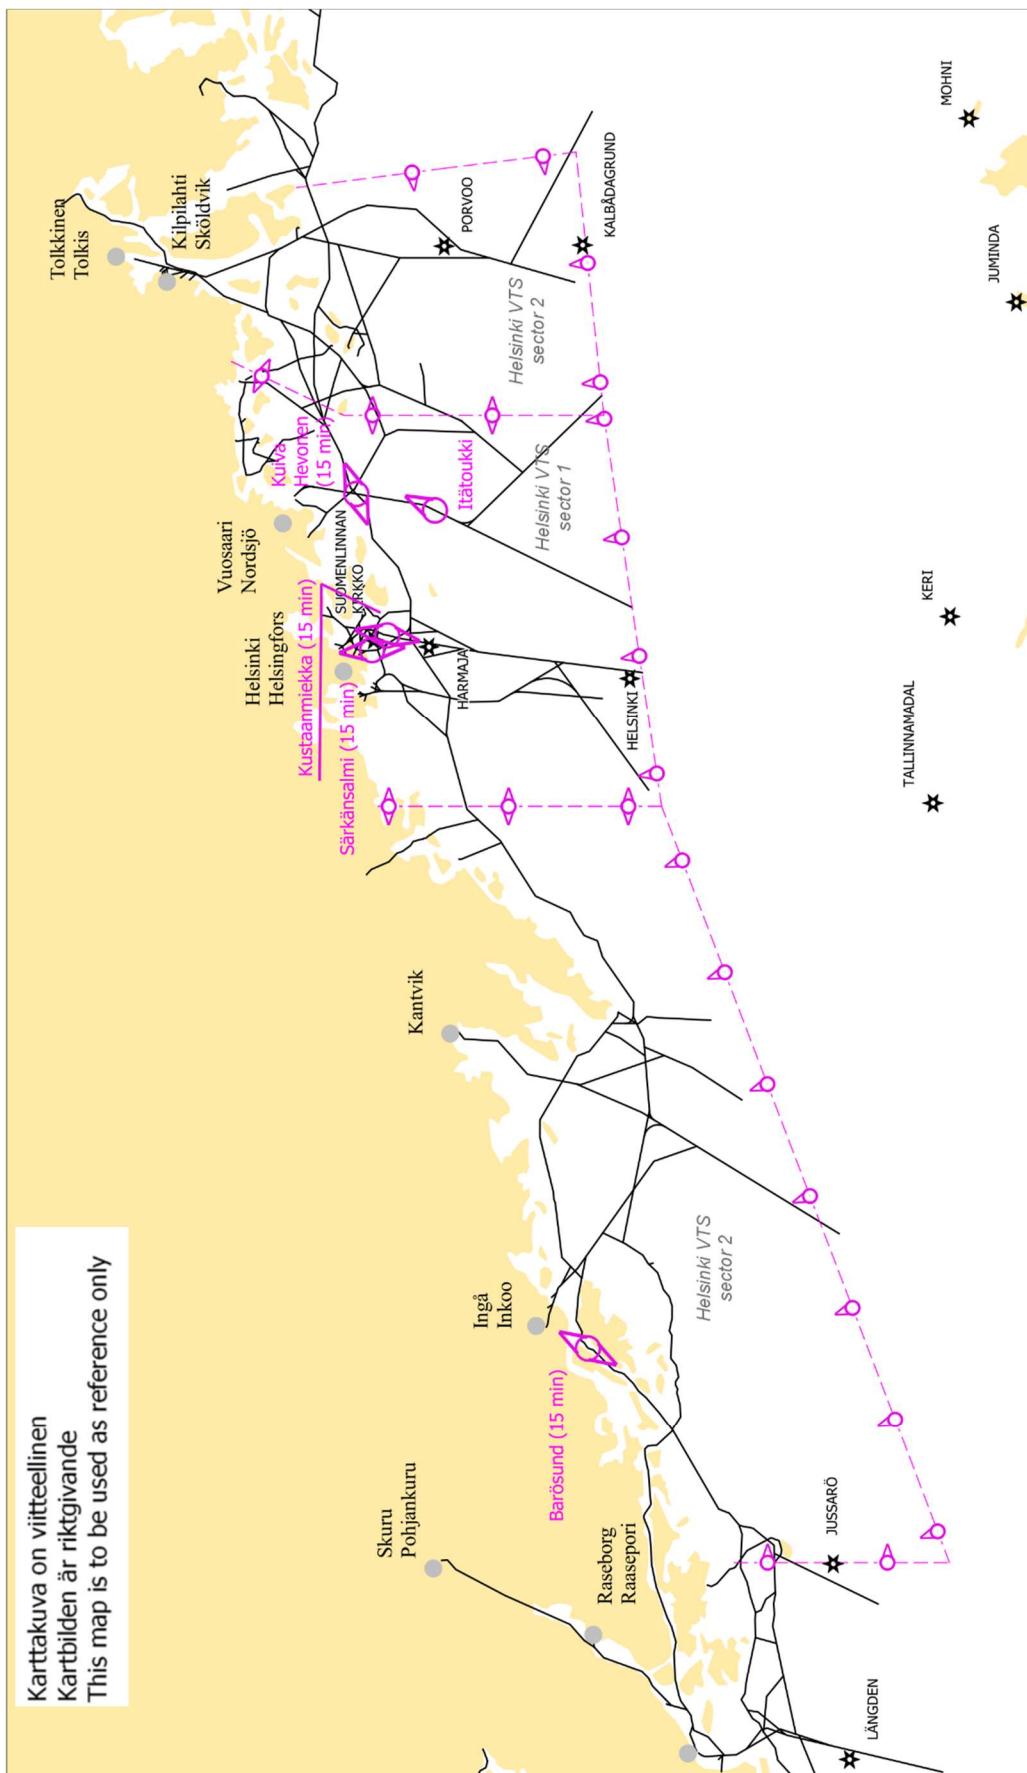 Karttakuva on viitteellinen
Kartbilden är riktgivande
This map is to be used as reference only
Tolkkinen
Tolkis
Kilpilahti
Sköldvik
Vuosaari
Nordsjö
Helsinki
Helsingfors
Kantvik
Ingå
Inkoo
Skuru
Pohjankuru
Raseborg
Raasepori
Kuiva
Hevonen
(15 min)
Itätoukki
Kustaanmiekka (15 min)
Särkänsalmi (15 min)
Barösund (15 min)
SUOMENLINNAN
KIRKKO
HARMAJA
HELSINKI
PORVOO
KALBÅDAGRUND
MOHNI
JUMINDA
KERI
TALLINNAMADAL
JUSSARÖ
LÄNGDEN
Helsinki VTS
sector 2
Helsinki VTS
sector 1
Helsinki VTS
sector 2